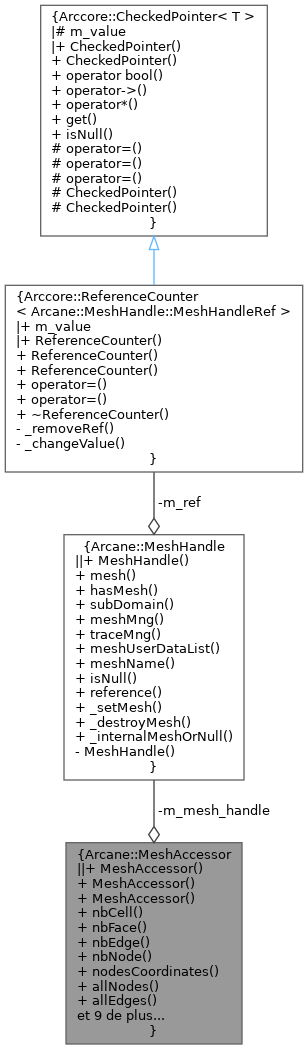 {Arccore::CheckedPointer< T >
|# m_value
|+ CheckedPointer()
+ CheckedPointer()
+ operator bool()
+ operator->()
+ operator*()
+ get()
+ isNull()
# operator=()
# operator=()
# operator=()
# CheckedPointer()
# CheckedPointer()
}
{Arccore::ReferenceCounter
< Arcane::MeshHandle::MeshHandleRef >
|+ m_value
|+ ReferenceCounter()
+ ReferenceCounter()
+ ReferenceCounter()
+ operator=()
+ operator=()
+ ~ReferenceCounter()
- _removeRef()
- _changeValue()
}
-m_ref
{Arcane::MeshHandle
||+ MeshHandle()
+ mesh()
+ hasMesh()
+ subDomain()
+ meshMng()
+ traceMng()
+ meshUserDataList()
+ meshName()
+ isNull()
+ reference()
+ _setMesh()
+ _destroyMesh()
+ _internalMeshOrNull()
- MeshHandle()
}
-m_mesh_handle
{Arcane::MeshAccessor
||+ MeshAccessor()
+ MeshAccessor()
+ MeshAccessor()
+ nbCell()
+ nbFace()
+ nbEdge()
+ nbNode()
+ nodesCoordinates()
+ allNodes()
+ allEdges()
et 9 de plus...
}